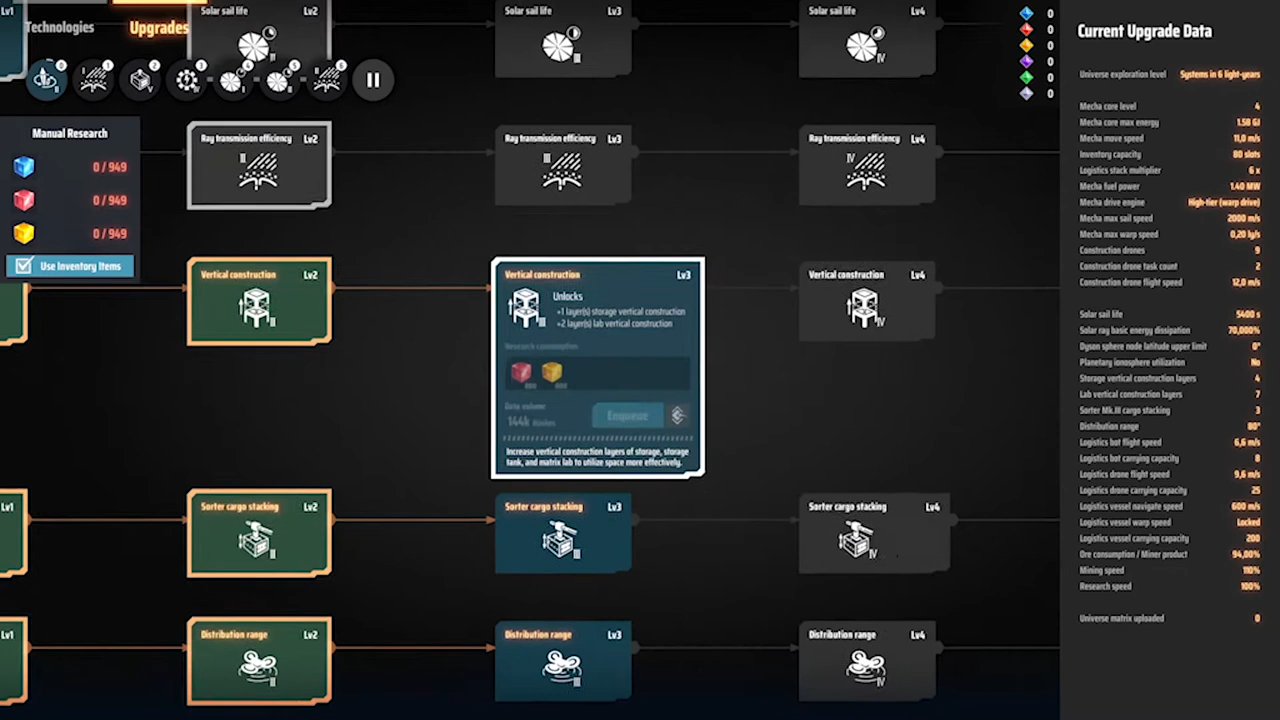 Lv1
Solar sail life Lv2
Solar sail life Lv3
Solar sail life Lv4
Technologies
Upgrades
0
0
0
0
0
0
Manual Research
0 / 949
0 / 949
0 / 949
Use Inventory Items
Ray transmission efficiency Lv2
Ray transmission efficiency Lv3
Ray transmission efficiency Lv4
Vertical construction Lv2
Vertical construction Lv3
Unlocks
+1 layer(s) storage vertical construction
+2 layer(s) lab vertical construction
Research consumption
Data volume
144k Hashes
Enqueue
Increase vertical construction layers of storage, storage
tank, and matrix lab to utilize space more effectively.
Vertical construction Lv4
Lv1
Sorter cargo stacking Lv2
Sorter cargo stacking Lv3
Sorter cargo stacking Lv4
Lv1
Distribution range Lv2
Distribution range Lv3
Distribution range Lv4
Current Upgrade Data
Universe exploration level Systems in 6 light-years
Mecha core level 4
Mecha core max energy 1.58 GJ
Mecha move speed 11,0 m/s
Inventory capacity 80 slots
Logistics stack multiplier 6 x
Mecha fuel power 1.40 MW
Mecha drive engine High-tier (warp drive)
Mecha max sail speed 2000 m/s
Mecha max warp speed 0,20 ly/s
Construction drones 9
Construction drone task count 2
Construction drone flight speed 12,0 m/s
Solar sail life 5400 s
Solar ray basic energy dissipation 70,000%
Dyson sphere node latitude upper limit 0°
Planetary ionosphere utilization No
Storage vertical construction layers 4
Lab vertical construction layers 7
Sorter Mk.III cargo stacking 3
Distribution range 80°
Logistics bot flight speed 6,6 m/s
Logistics bot carrying capacity 8
Logistics drone flight speed 9,6 m/s
Logistics drone carrying capacity 25
Logistics vessel navigate speed 600 m/s
Logistics vessel warp speed Locked
Logistics vessel carrying capacity 200
Ore consumption / Miner product 94,00%
Mining speed 110%
Research speed 100%
Universe matrix uploaded 0